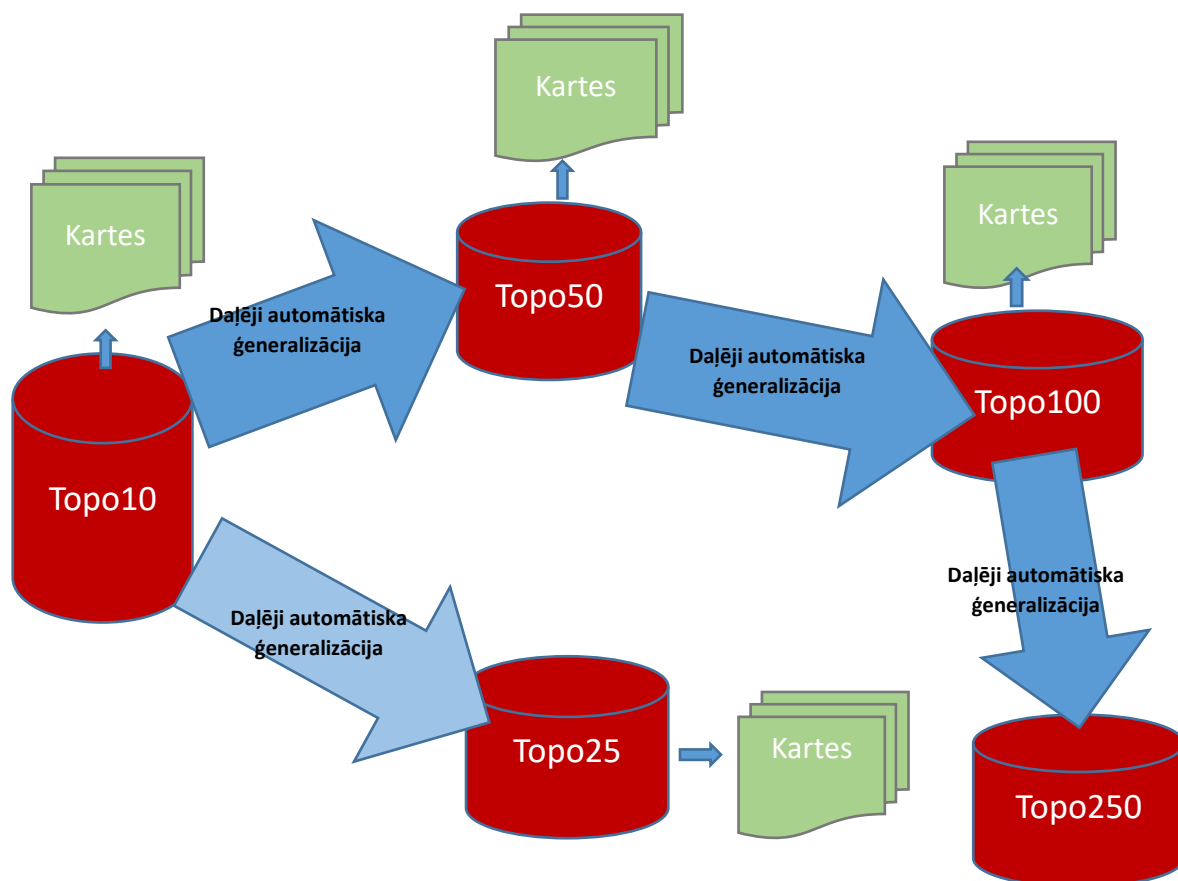 Kartes
Kartes
Kartes
Topo50
Daļēji automātiska
ģeneralizācija
Daļēji automātiska
ģeneralizācija
Topo100
Topo10
Daļēji automātiska
ģeneralizācija
Daļēji automātiska
ģeneralizācija
Topo25
Kartes
Topo250